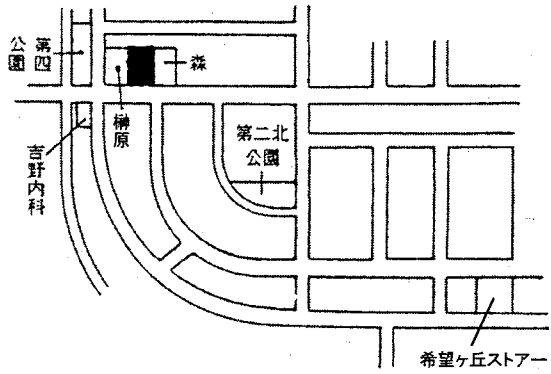 第四
公園
森
榊原
吉野内科
第二北
公園
希望ヶ丘ストアー